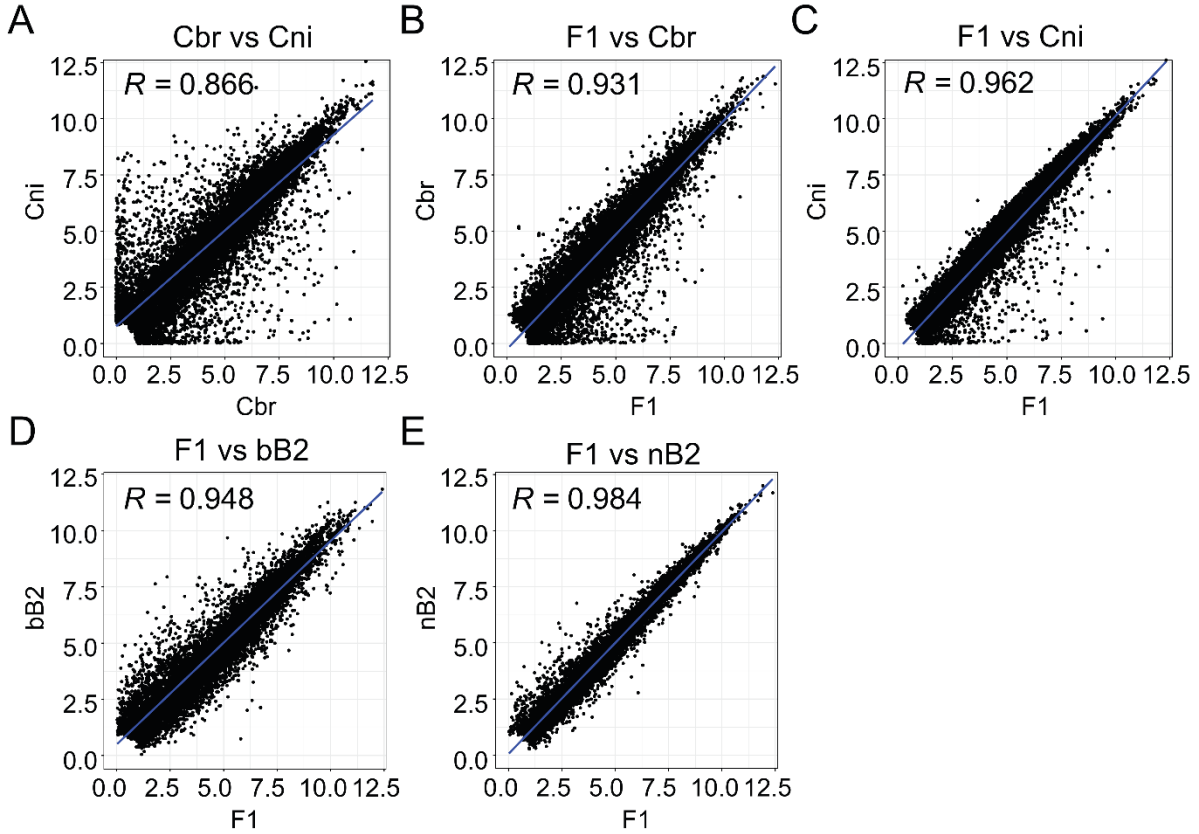 A
Cbr vs Cni
R = 0.866
Cni
12.5
10.0
7.5
5.0
2.5
0.0
0.0 2.5 5.0 7.5 10.0 12.5
Cbr
B
F1 vs Cbr
R = 0.931
Cbr
12.5
10.0
7.5
5.0
2.5
0.0
0.0 2.5 5.0 7.5 10.0 12.5
F1
C
F1 vs Cni
R = 0.962
Cni
12.5
10.0
7.5
5.0
2.5
0.0
0.0 2.5 5.0 7.5 10.0 12.5
F1
D
F1 vs bB2
R = 0.948
bB2
12.5
10.0
7.5
5.0
2.5
0.0
0.0 2.5 5.0 7.5 10.0 12.5
F1
E
F1 vs nB2
R = 0.984
nB2
12.5
10.0
7.5
5.0
2.5
0.0
0.0 2.5 5.0 7.5 10.0 12.5
F1